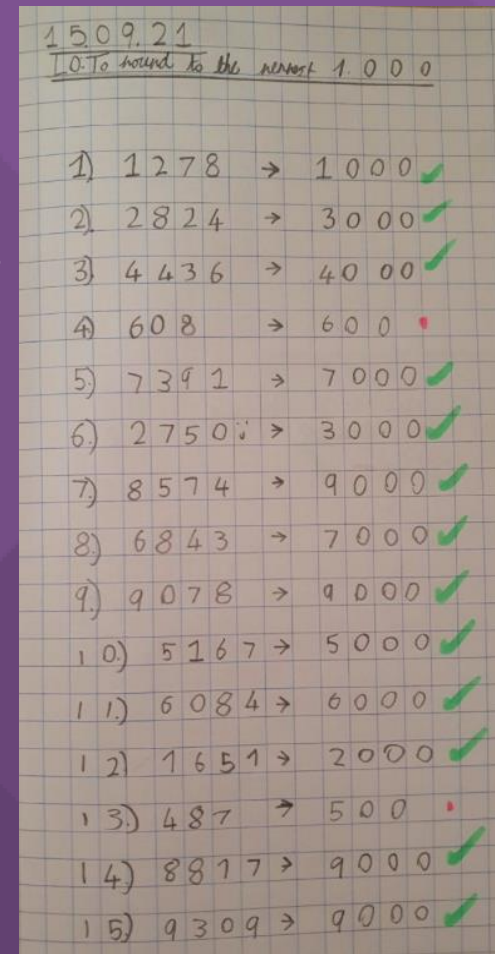 15.09.21
L.O: To round to the nearest 1.000
1) 1278 → 1000
2) 2824 → 3000
3) 4436 → 4000
4) 608 → 600
5.) 7391 → 7000
6.) 2750 → 3000
7.) 8574 → 9000
8.) 6843 → 7000
9.) 9078 → 9000
10.) 5167 → 5000
11.) 6084 → 6000
12) 1651 → 2000
13.) 487 → 500
14.) 8817 → 9000
15.) 9309 → 9000